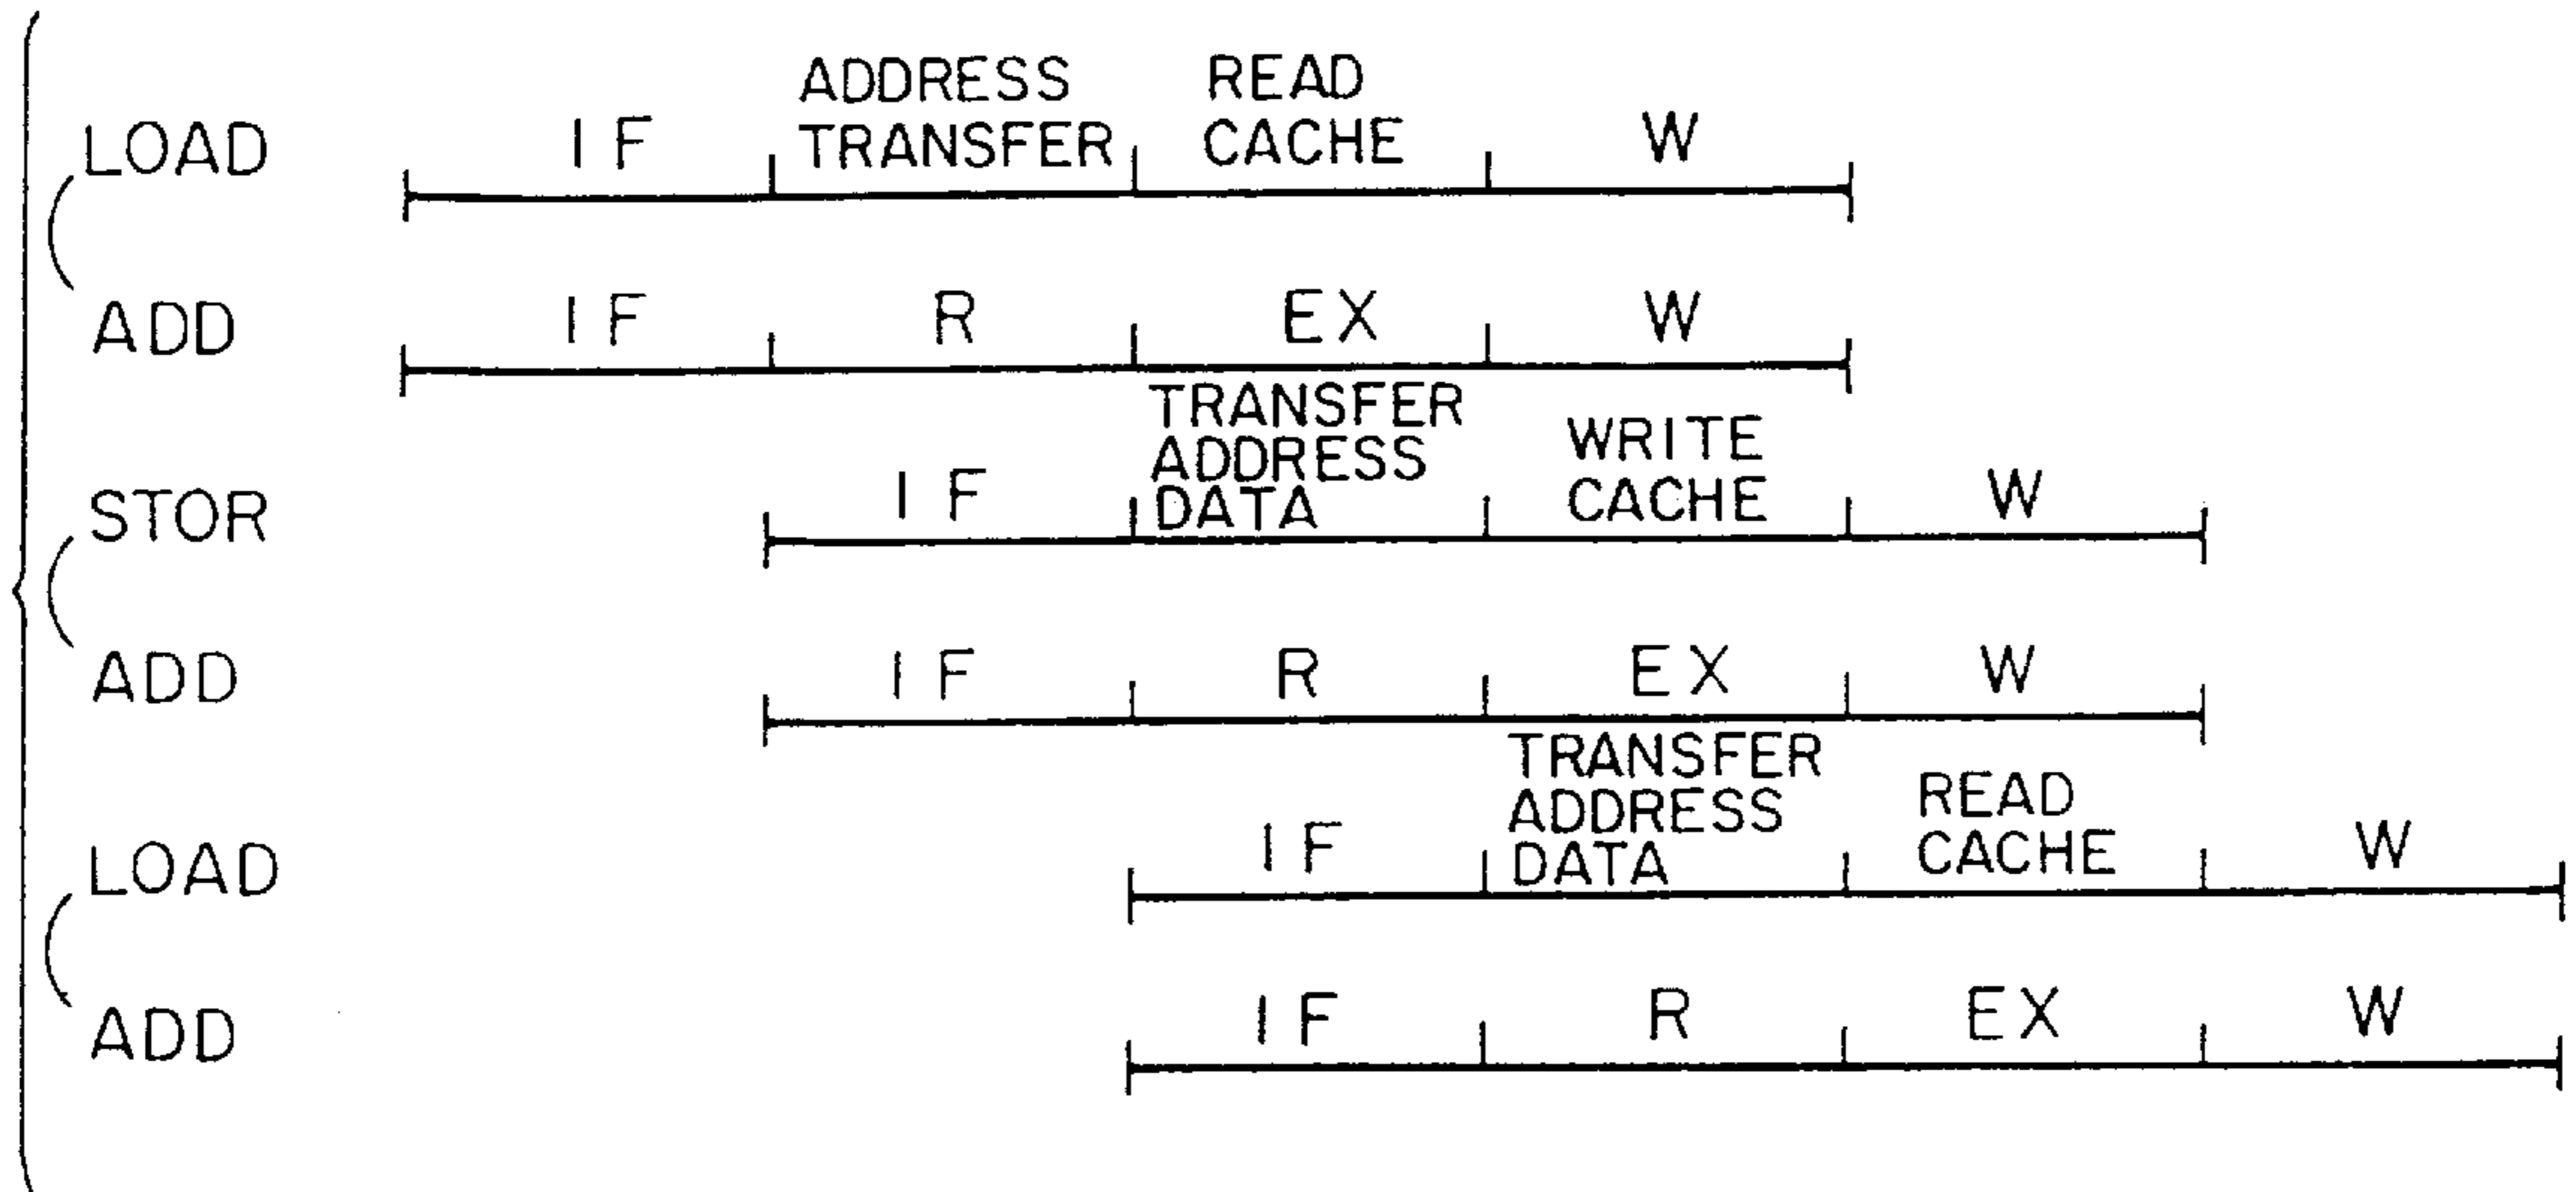 ADDRESS READ
LOAD IF TRANSFER CACHE W
ADD IF R EX W
TRANSFER
ADDRESS WRITE
STOR IF DATA CACHE W
ADD IF R EX W
TRANSFER
ADDRESS READ
LOAD IF DATA CACHE W
ADD IF R EX W